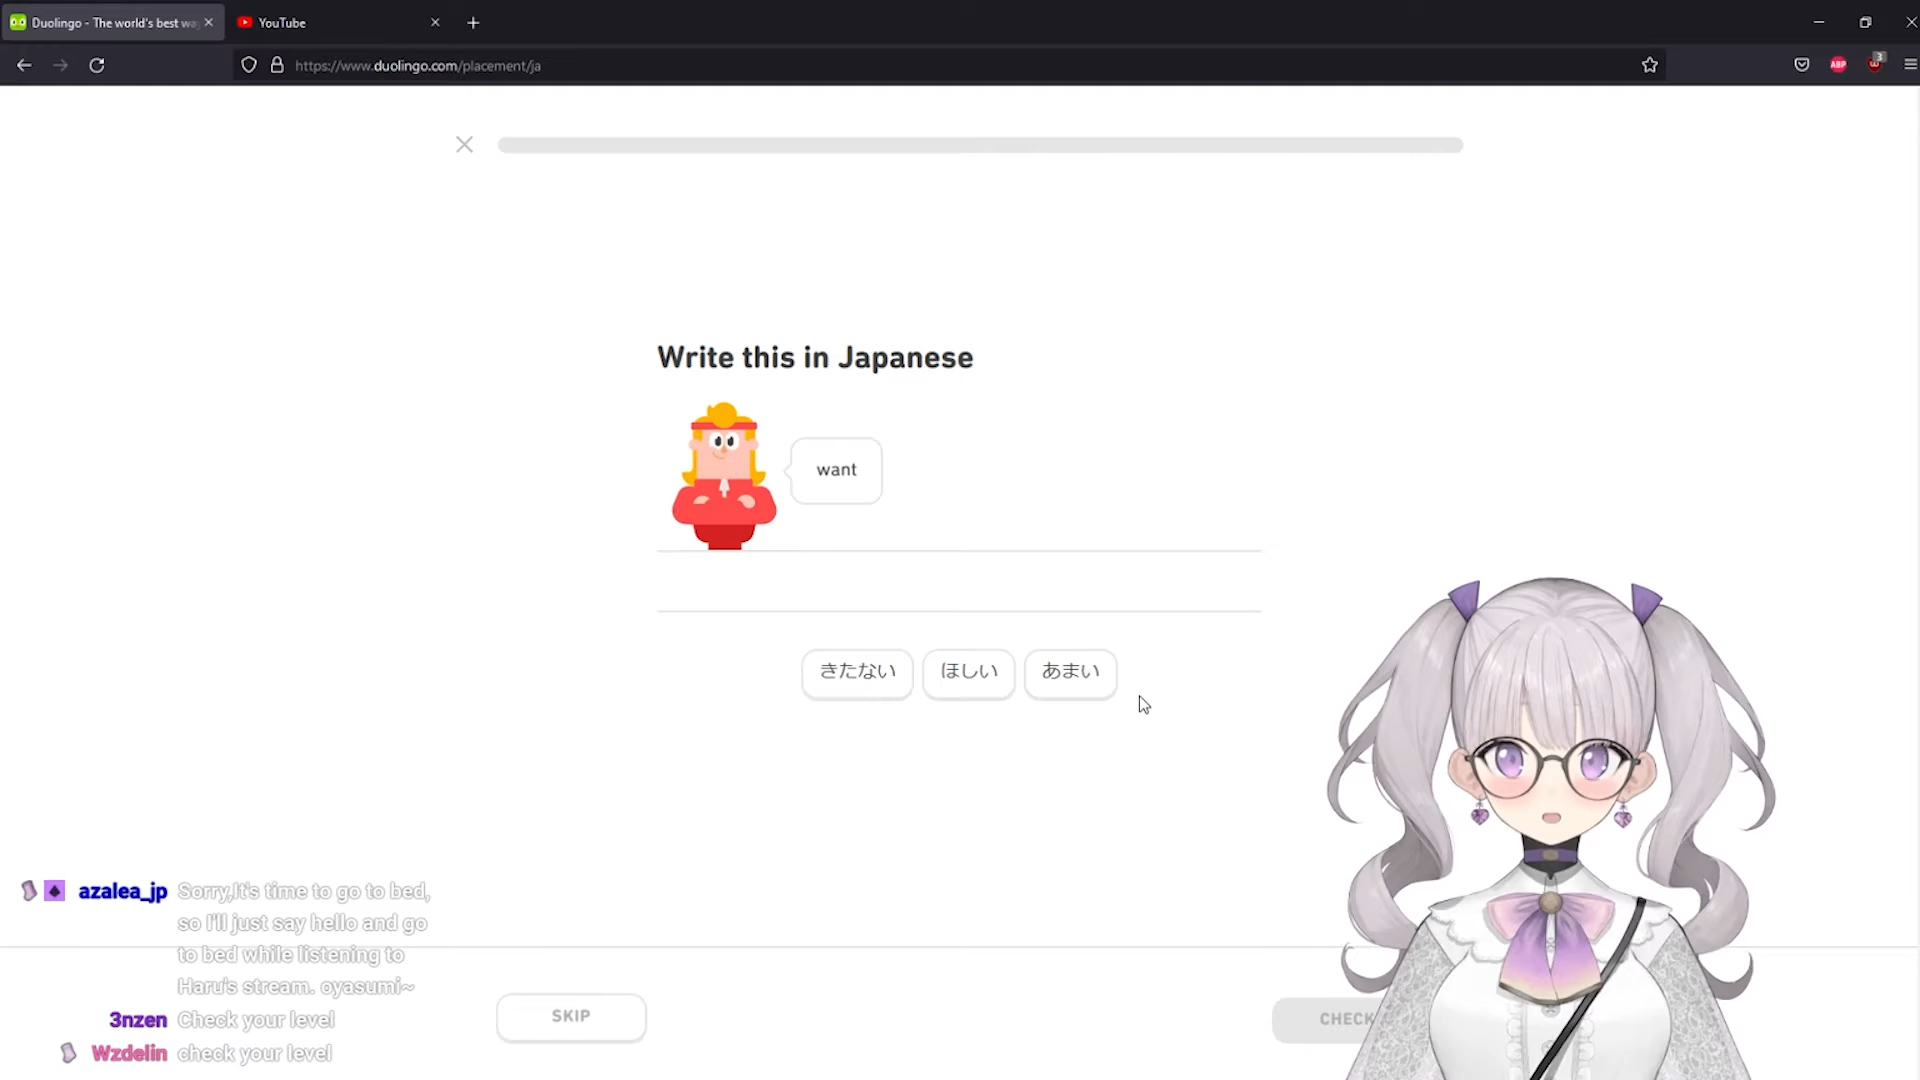 Duolingo - The world's best wa
YouTube
https://www.duolingo.com/placement/ja
ABP
3
Write this in Japanese
want
きたない
ほしい
あまい
azalea_jp Sorry,It's time to go to bed,
so I'll just say hello and go
to bed while listening to
Haru's stream. oyasumi~
3nzen Check your level
Wzdelin check your level
SKIP
CHECK